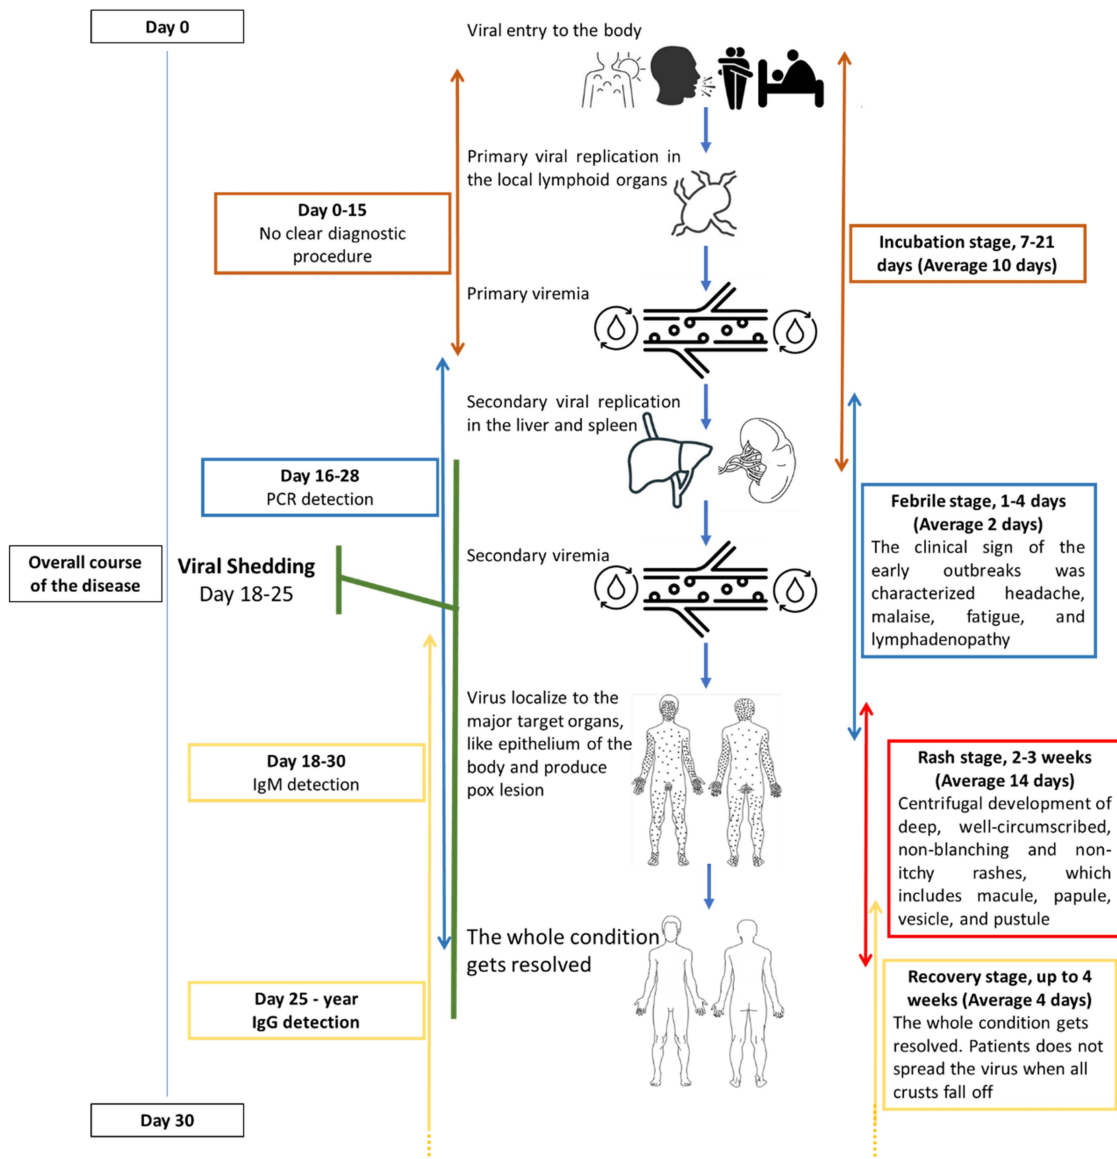 Day 0
Viral entry to the body
Primary viral replication in
the local lymphoid organs
Day 0-15
No clear diagnostic
procedure
Incubation stage, 7-21
days (Average 10 days)
Primary viremia
Secondary viral replication
in the liver and spleen
Day 16-28
PCR detection
Febrile stage, 1-4 days
(Average 2 days)
The clinical sign of the
early outbreaks was
characterized headache,
malaise, fatigue, and
lymphadenopathy
Overall course
of the disease
Viral Shedding
Day 18-25
Secondary viremia
Virus localize to the
major target organs,
like epithelium of the
body and produce
pox lesion
Day 18-30
IgM detection
Rash stage, 2-3 weeks
(Average 14 days)
Centrifugal development of
deep, well-circumscribed,
non-blanching and non-
itchy rashes, which
includes macule, papule,
vesicle, and pustule
The whole condition
gets resolved
Day 25 - year
IgG detection
Recovery stage, up to 4
weeks (Average 4 days)
The whole condition gets
resolved. Patients does not
spread the virus when all
crusts fall off
Day 30